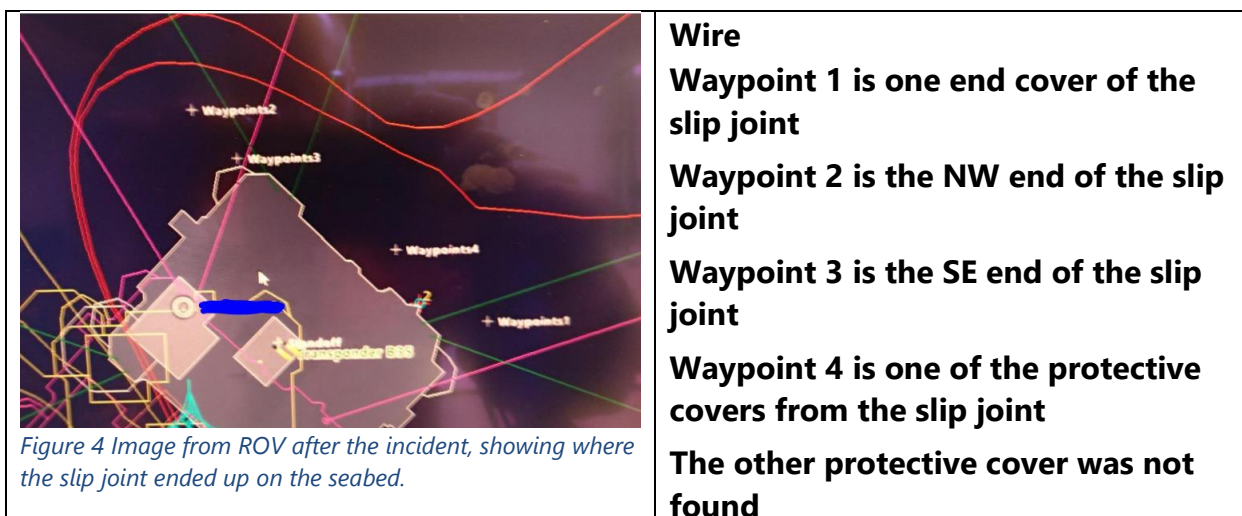 Waypoints2
Waypoints3
Waypoints4
2
Waypoints1
Standoff
Transponder BSS
Figure 4 Image from ROV after the incident, showing where
the slip joint ended up on the seabed.
Wire
Waypoint 1 is one end cover of the
slip joint
Waypoint 2 is the NW end of the slip
joint
Waypoint 3 is the SE end of the slip
joint
Waypoint 4 is one of the protective
covers from the slip joint
The other protective cover was not
found